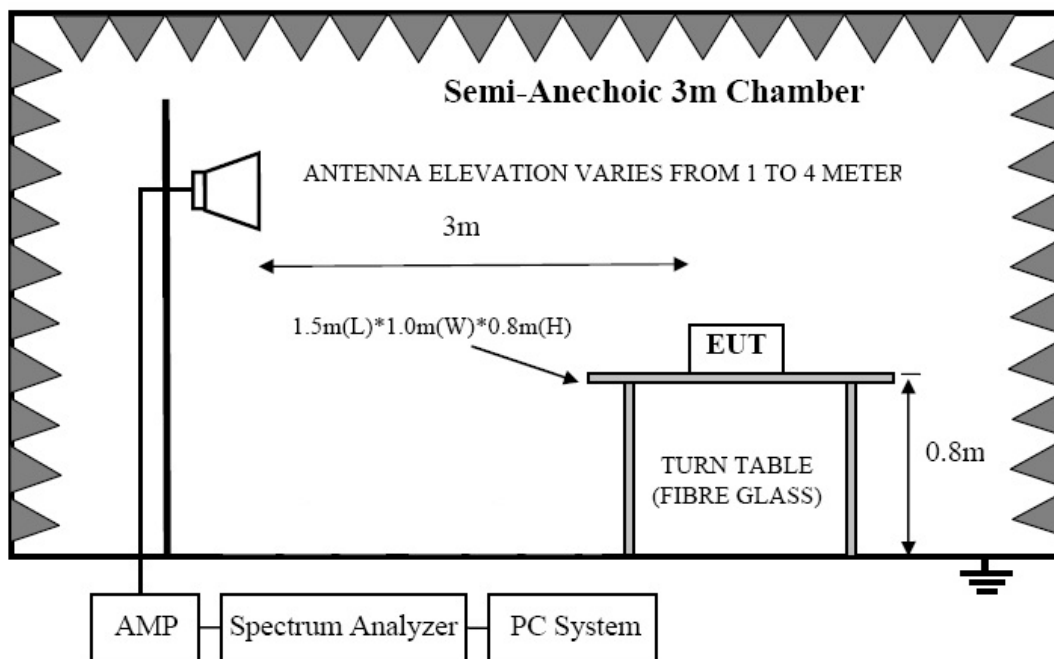 Semi-Anechoic 3m Chamber
ANTENNA ELEVATION VARIES FROM 1 TO 4 METER
3m
1.5m(L)*1.0m(W)*0.8m(H)
EUT
0.8m
TURN TABLE
(FIBRE GLASS)
AMP
Spectrum Analyzer
PC System